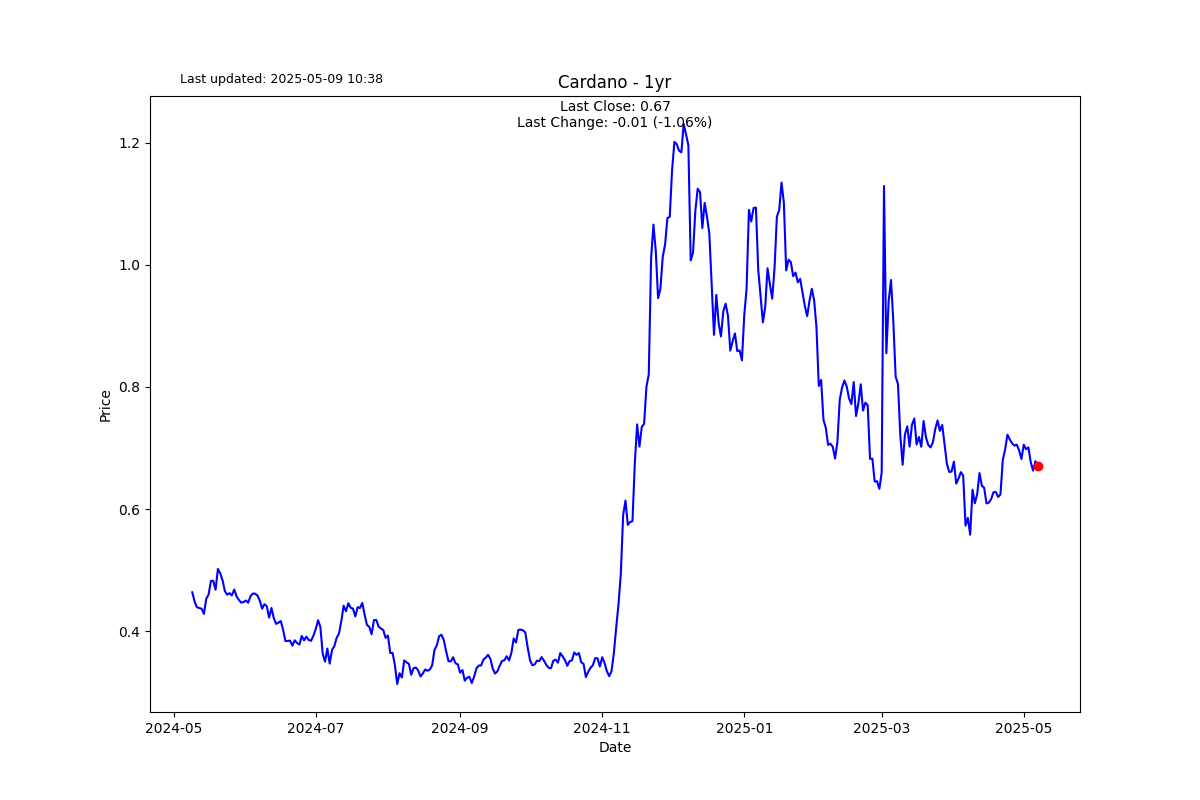 Last updated: 2025-05-09 10:38
Cardano - 1yr
Last Close: 0.67
Last Change: -0.01 (-1.06%)
1.2
1.0
0.8
0.6
0.4
Price
2024-05
2024-07
2024-09
2024-11
2025-01
2025-03
2025-05
Date